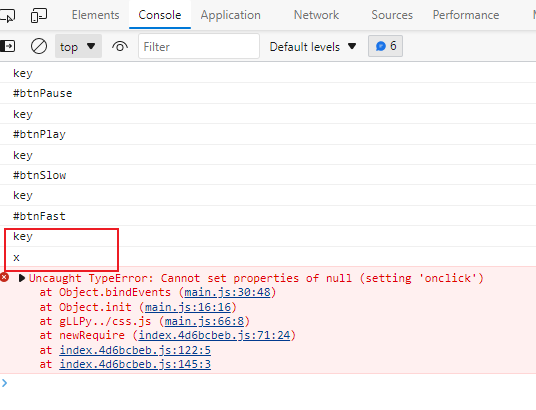 Elements Console Application Network Sources Performance
top Filter Default levels 6
key
#btnPause
key
#btnPlay
key
#btnSlow
key
#btnFast
key
x
Uncaught TypeError: Cannot set properties of null (setting 'onclick')
at Object.bindEvents (main.js:30:48)
at Object.init (main.js:16:16)
at gLLPy../css.js (main.js:66:8)
at newRequire (index.4d6bcbeb.js:71:24)
at index.4d6bcbeb.js:122:5
at index.4d6bcbeb.js:145:3